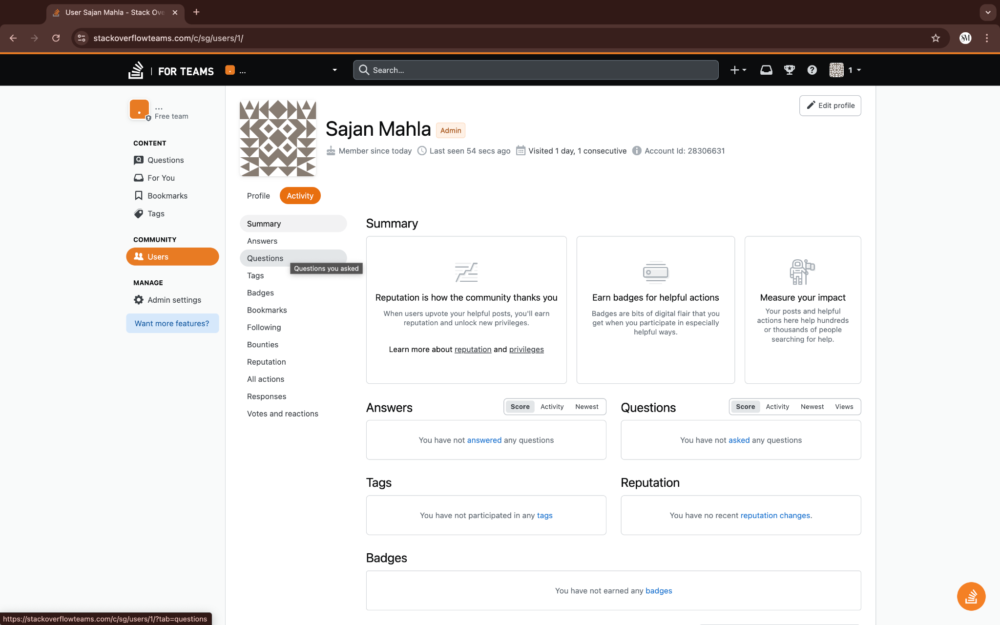 User Sajan Mahla - Stack Ove
stackoverflowteams.com/c/sg/users/1/
FOR TEAMS
. ...
Search...
1
SM
. ...
Free team
CONTENT
Questions
For You
Bookmarks
Tags
COMMUNITY
Users
MANAGE
Admin settings
Want more features?
Edit profile
Sajan Mahla Admin
Member since today Last seen 54 secs ago Visited 1 day, 1 consecutive Account Id: 28306631
Profile Activity
Summary
Answers
Questions
Questions you asked
Tags
Badges
Bookmarks
Following
Bounties
Reputation
All actions
Responses
Votes and reactions
Summary
Reputation is how the community thanks you
When users upvote your helpful posts, you'll earn
reputation and unlock new privileges.
Learn more about reputation and privileges
Earn badges for helpful actions
Badges are bits of digital flair that you
get when you participate in especially
helpful ways.
Measure your impact
Your posts and helpful
actions here help hundreds
or thousands of people
searching for help.
Answers Score Activity Newest
You have not answered any questions
Questions Score Activity Newest Views
You have not asked any questions
Tags
You have not participated in any tags
Reputation
You have no recent reputation changes.
Badges
You have not earned any badges
https://stackoverflowteams.com/c/sg/users/1/?tab=questions